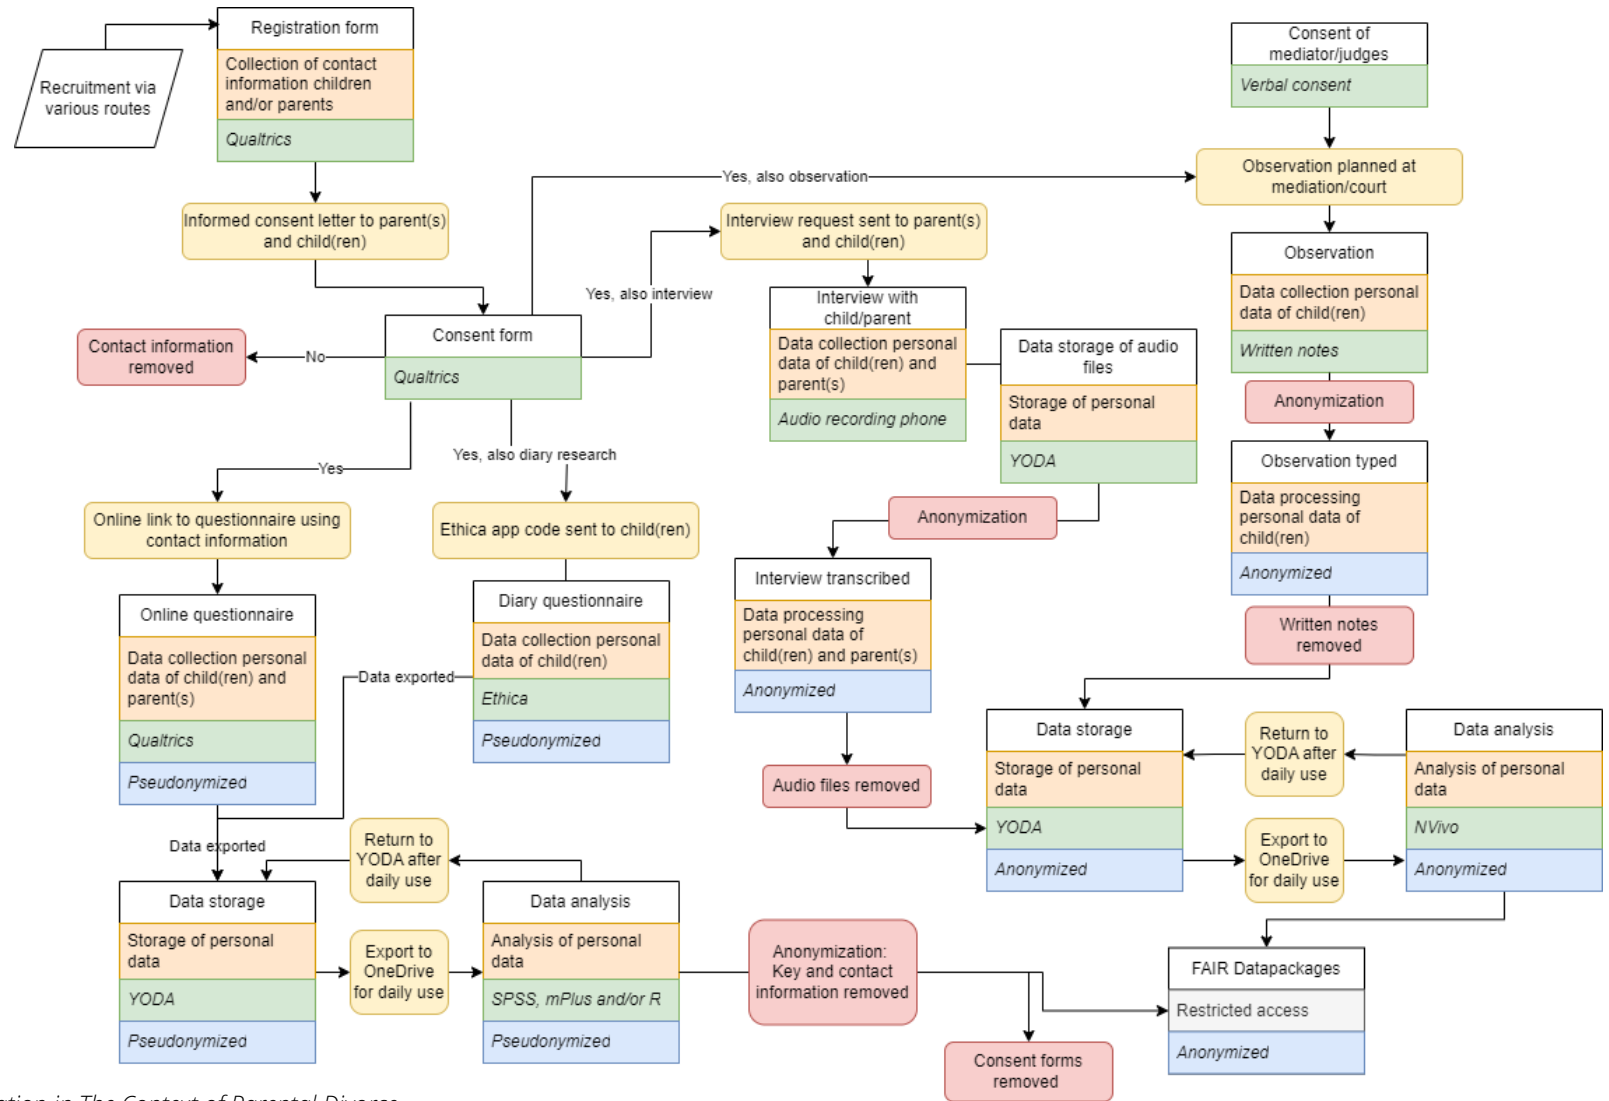 Registration form
Collection of contact
information children
and/or parents
Qualtrics
Recruitment via
various routes
Informed consent letter to parent(s)
and child(ren)
Consent form
Qualtrics
No
Contact information
removed
Yes
Yes, also diary research
Yes, also interview
Yes, also observation
Online link to questionnaire using
contact information
Ethica app code sent to child(ren)
Online questionnaire
Data collection personal
data of child(ren) and
parent(s)
Qualtrics
Pseudonymized
Diary questionnaire
Data collection personal
data of child(ren)
Ethica
Pseudonymized
Data exported
Data exported
Data storage
Storage of personal
data
YODA
Pseudonymized
Return to
YODA after
daily use
Export to
OneDrive
for daily use
Data analysis
Analysis of personal
data
SPSS, mPlus and/or R
Pseudonymized
Anonymization:
Key and contact
information removed
Consent forms
removed
Interview request sent to parent(s)
and child(ren)
Interview with
child/parent
Data collection personal
data of child(ren) and
parent(s)
Audio recording phone
Data storage of audio
files
Storage of personal
data
YODA
Anonymization
Interview transcribed
Data processing
personal data of
child(ren) and parent(s)
Anonymized
Audio files removed
Consent of
mediator/judges
Verbal consent
Observation planned at
mediation/court
Observation
Data collection personal
data of child(ren)
Written notes
Anonymization
Observation typed
Data processing
personal data of
child(ren)
Anonymized
Written notes
removed
Data storage
Storage of personal
data
YODA
Anonymized
Return to
YODA after
daily use
Export to
OneDrive
for daily use
Data analysis
Analysis of personal
data
NVivo
Anonymized
FAIR Datapackages
Restricted access
Anonymized
in The Context of Parental Divorce